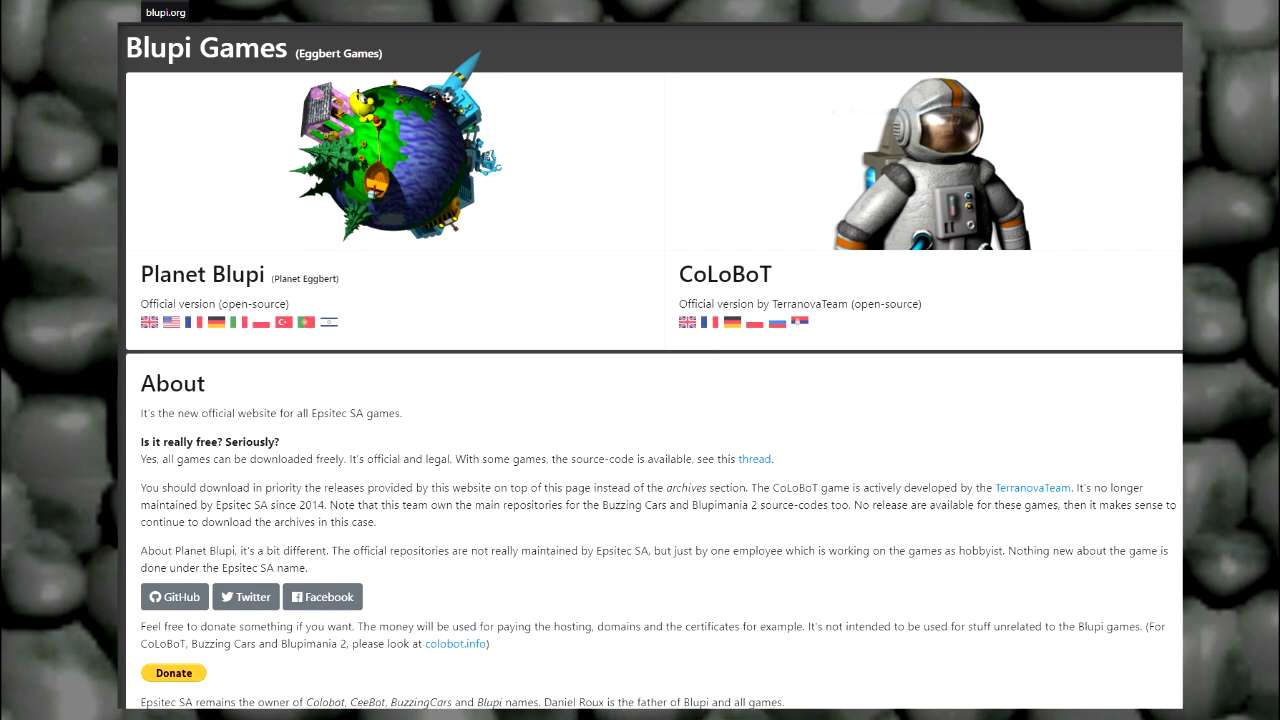 blupi.org
Blupi Games (Eggbert Games)
Planet Blupi (Planet Eggbert)
Official version (open-source)
CoLoBoT
Official version by TerranovaTeam (open-source)
About
It's the new official website for all Epsitec SA games.
Is it really free? Seriously?
Yes, all games can be downloaded freely. It's official and legal. With some games, the source-code is available, see this thread.
You should download in priority the releases provided by this website on top of this page instead of the archives section. The CoLoBoT game is actively developed by the TerranovaTeam. It's no longer
maintained by Epsitec SA since 2014. Note that this team own the main repositories for the Buzzing Cars and Blupimania 2 source-codes too. No release are available for these games, then it makes sense to
continue to download the archives in this case.
About Planet Blupi, it's a bit different. The official repositories are not really maintained by Epsitec SA, but just by one employee which is working on the games as hobbyist. Nothing new about the game is
done under the Epsitec SA name.
GitHub Twitter Facebook
Feel free to donate something if you want. The money will be used for paying the hosting, domains and the certificates for example. It's not intended to be used for stuff unrelated to the Blupi games. (For
CoLoBoT, Buzzing Cars and Blupimania 2, please look at colobot.info)
Donate
Epsitec SA remains the owner of Colobot, CeeBot, BuzzingCars and Blupi names. Daniel Roux is the father of Blupi and all games.